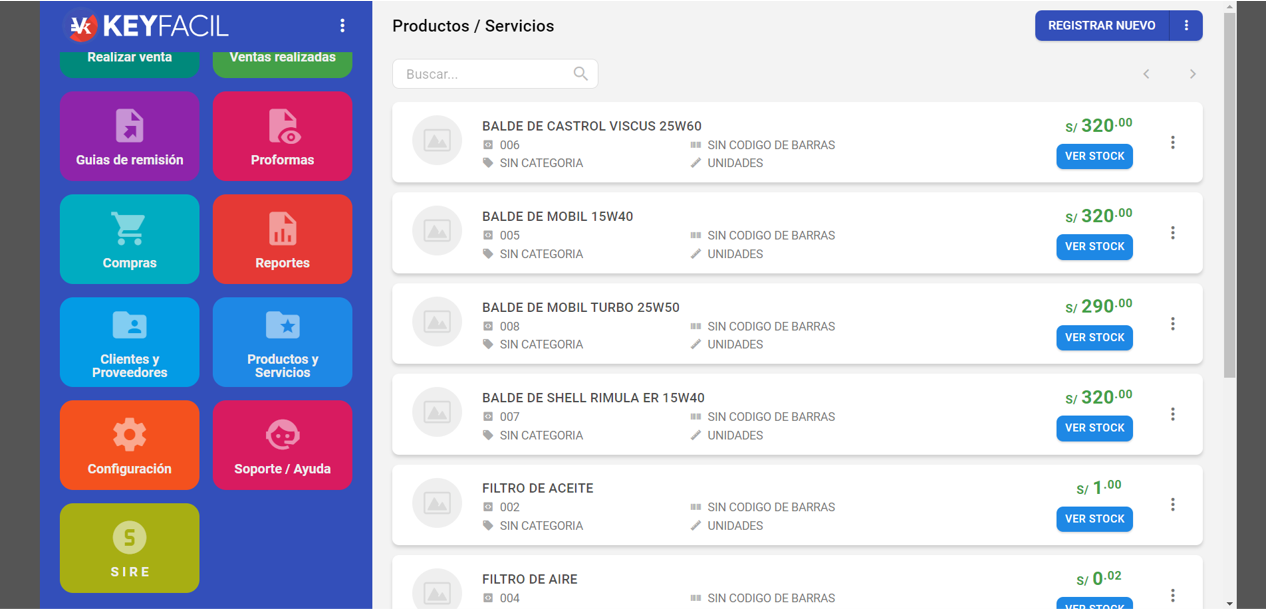 KEYFACIL
Realizar venta
Ventas realizadas
Guias de remisión
Proformas
Compras
Reportes
Clientes y
Proveedores
Productos y
Servicios
Configuración
Soporte / Ayuda
S
SIRE
Productos / Servicios
REGISTRAR NUEVO
Buscar...
BALDE DE CASTROL VISCUS 25W60
006
SIN CODIGO DE BARRAS
SIN CATEGORIA
UNIDADES
S/ 320.00
VER STOCK
BALDE DE MOBIL 15W40
005
SIN CODIGO DE BARRAS
SIN CATEGORIA
UNIDADES
S/ 320.00
VER STOCK
BALDE DE MOBIL TURBO 25W50
008
SIN CODIGO DE BARRAS
SIN CATEGORIA
UNIDADES
S/ 290.00
VER STOCK
BALDE DE SHELL RIMULA ER 15W40
007
SIN CODIGO DE BARRAS
SIN CATEGORIA
UNIDADES
S/ 320.00
VER STOCK
FILTRO DE ACEITE
002
SIN CODIGO DE BARRAS
SIN CATEGORIA
UNIDADES
S/ 1.00
VER STOCK
FILTRO DE AIRE
004
SIN CODIGO DE BARRAS
S/ 0.02
VER STOCK